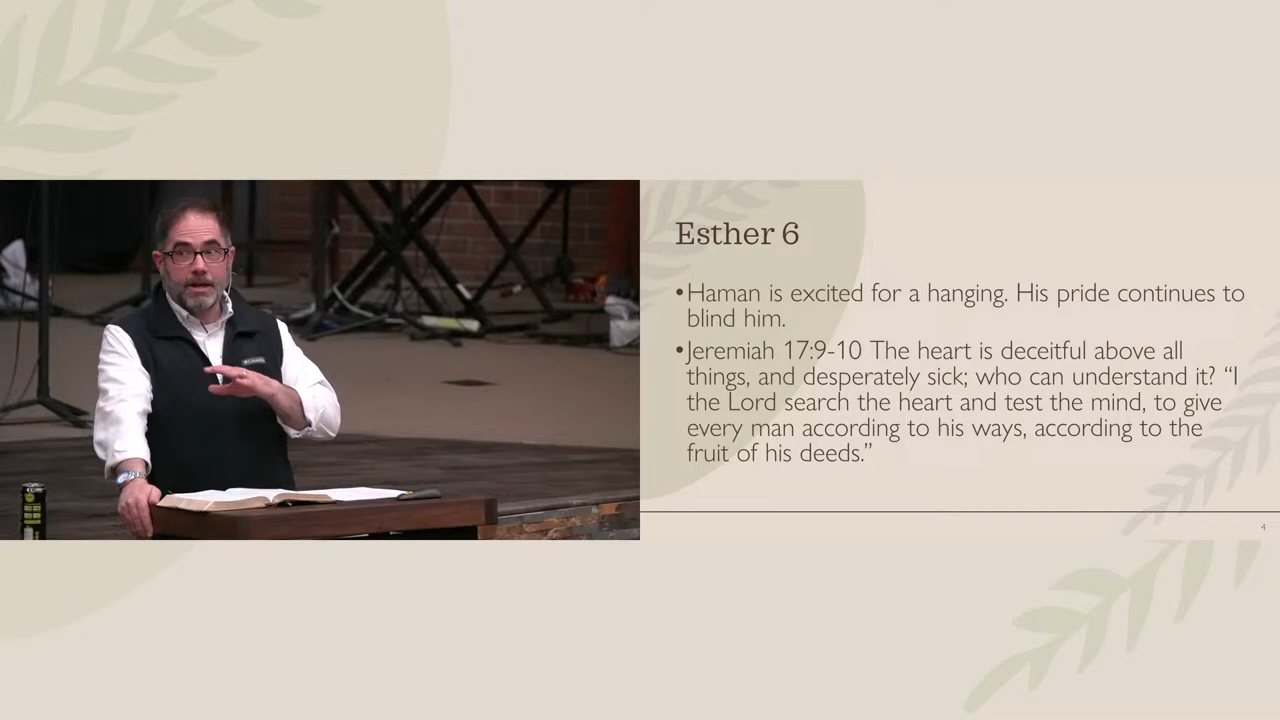 Esther 6
•Haman is excited for a hanging. His pride continues to
blind him.
•Jeremiah 17:9-10 The heart is deceitful above all
things, and desperately sick; who can understand it? “I
the Lord search the heart and test the mind, to give
every man according to his ways, according to the
fruit of his deeds.”
4